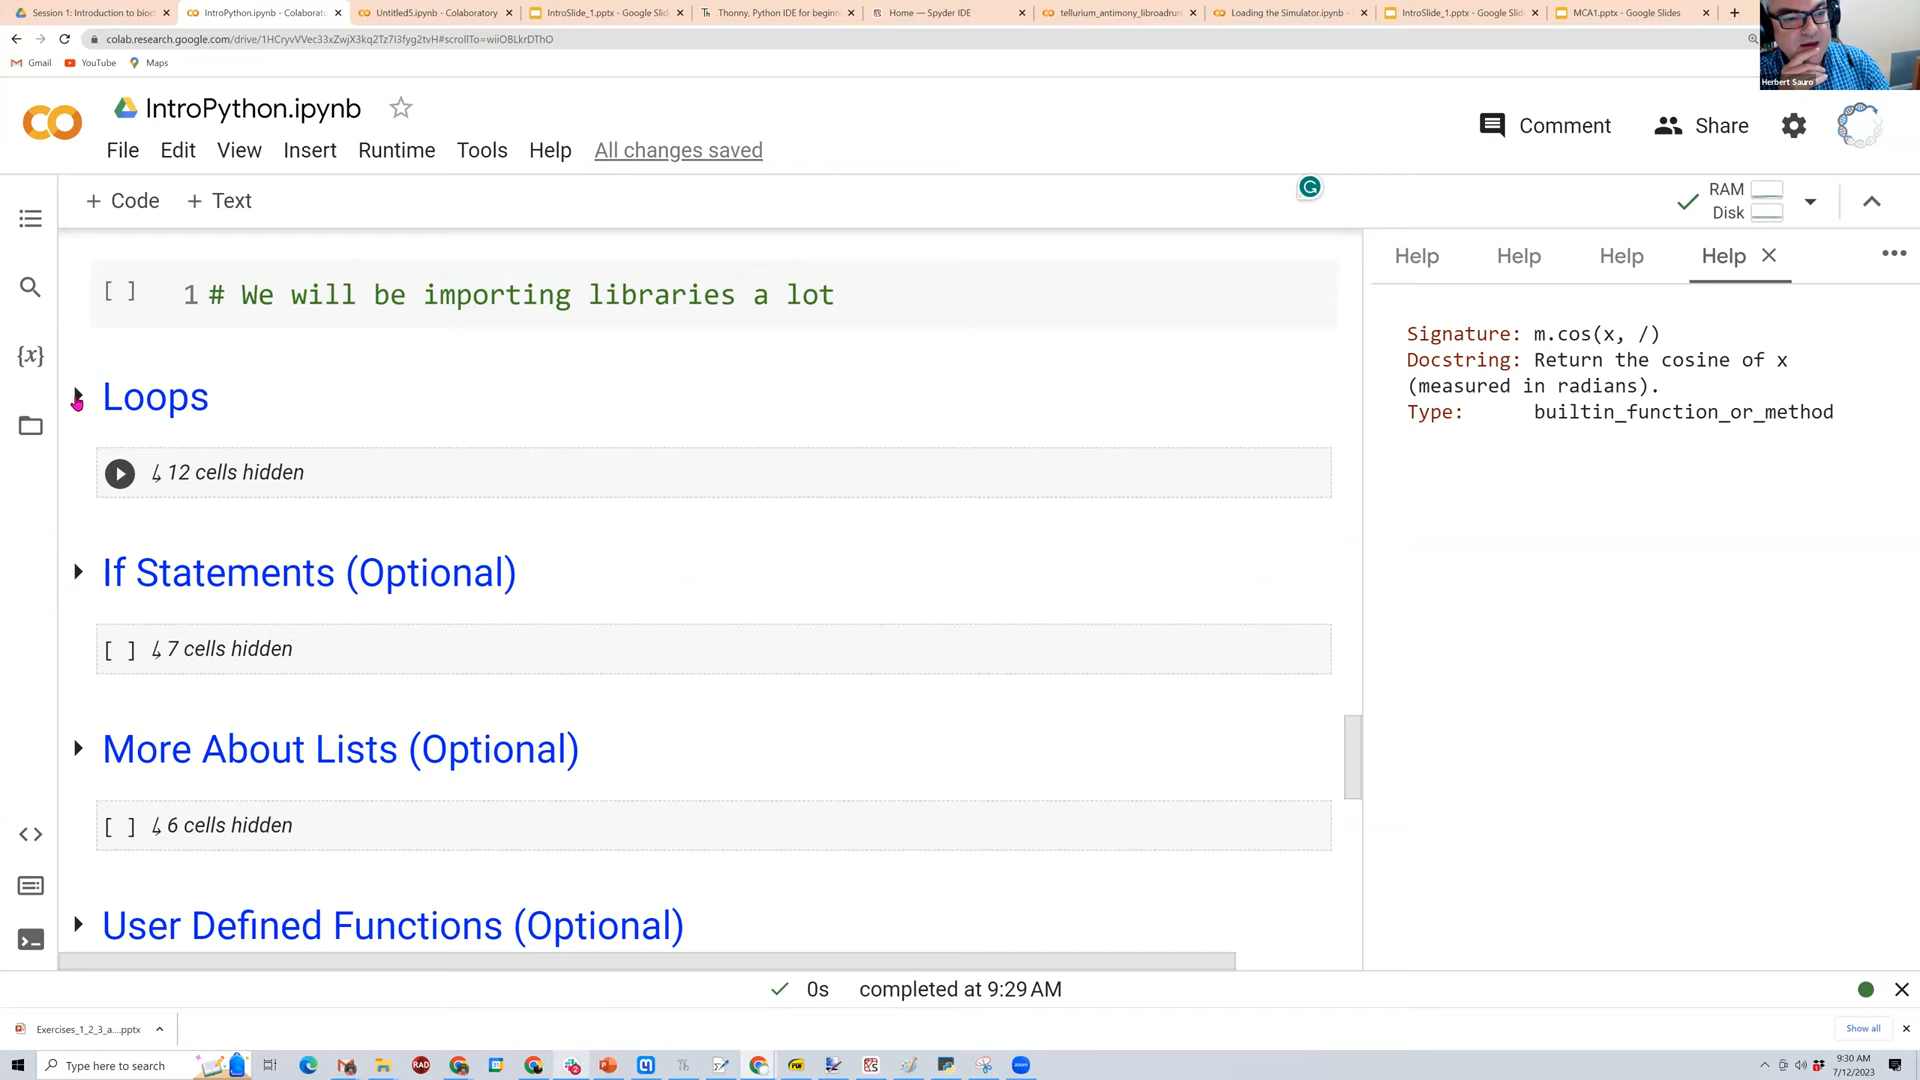 Session 1: Introduction to bioch
IntroPython.ipynb - Colaborato
Untitled5.ipynb - Colaboratory
IntroSlide_1.pptx - Google Slid
Thonny, Python IDE for beginn
Home — Spyder IDE
tellurium_antimony_libroadrun
Loading the Simulator.ipynb -
IntroSlide_1.pptx - Google Sli
MCA1.pptx - Google Slides
colab.research.google.com/drive/1HCryvVVec33xZwjX3kq2Tz7I3fyg2tvH#scrollTo=wiiOBLkrDThO
Gmail
YouTube
Maps
Herbert Sauro
IntroPython.ipynb
Comment
Share
File Edit View Insert Runtime Tools Help All changes saved
+ Code + Text
RAM
Disk
Help Help Help Help
[ ] 1 # We will be importing libraries a lot
Signature: m.cos(x, /)
Docstring: Return the cosine of x
(measured in radians).
Type: builtin_function_or_method
{x}
Loops
↳ 12 cells hidden
If Statements (Optional)
[ ] ↳ 7 cells hidden
More About Lists (Optional)
[ ] ↳ 6 cells hidden
User Defined Functions (Optional)
0s completed at 9:29 AM
Exercises_1_2_3_a....pptx
Show all
Type here to search
RAD
9:30 AM
7/12/2023